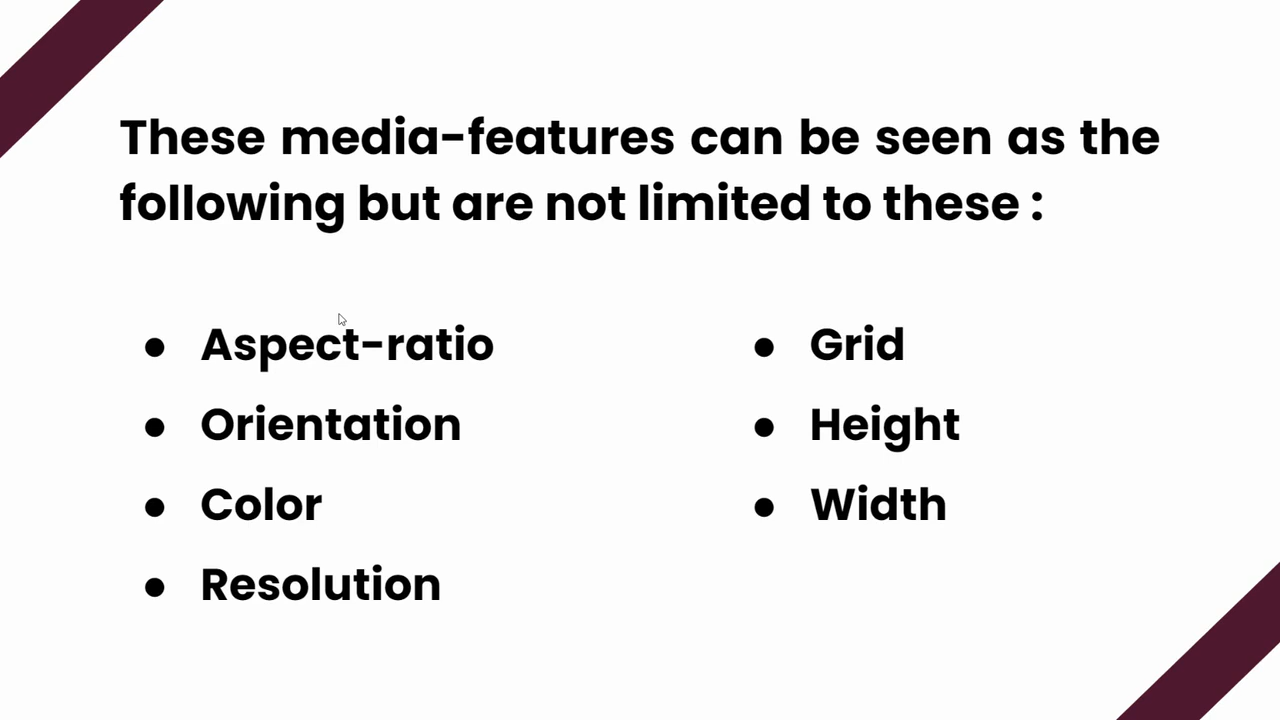 These media-features can be seen as the
following but are not limited to these :
● Aspect-ratio
● Orientation
● Color
● Resolution
● Grid
● Height
● Width